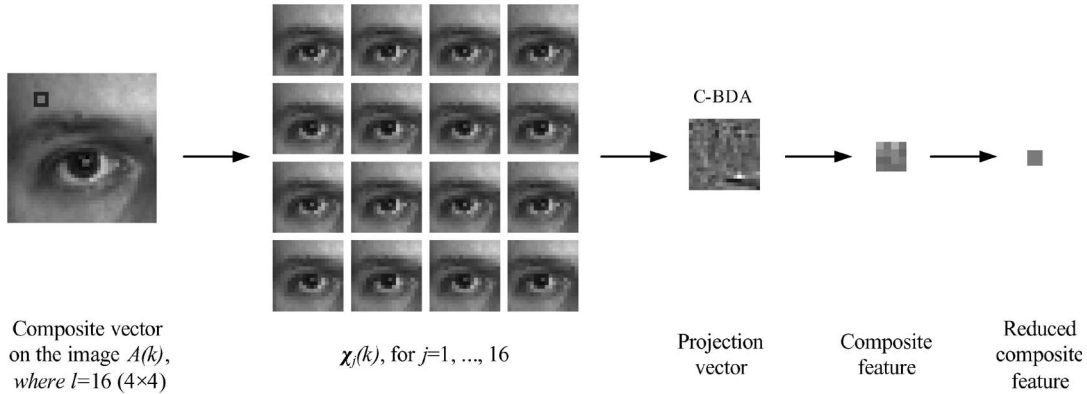 C-BDA
Composite vector
on the image A(k),
where l=16 (4×4)
χj(k), for j=1, ..., 16
Projection
vector
Composite
feature
Reduced
composite
feature